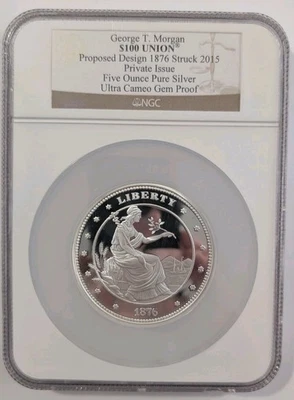 George T. Morgan
$100 UNION®
Proposed Design 1876 Struck 2015
Private Issue
Five Ounce Pure Silver
Ultra Cameo Gem Proof
NGC
LIBERTY
1876